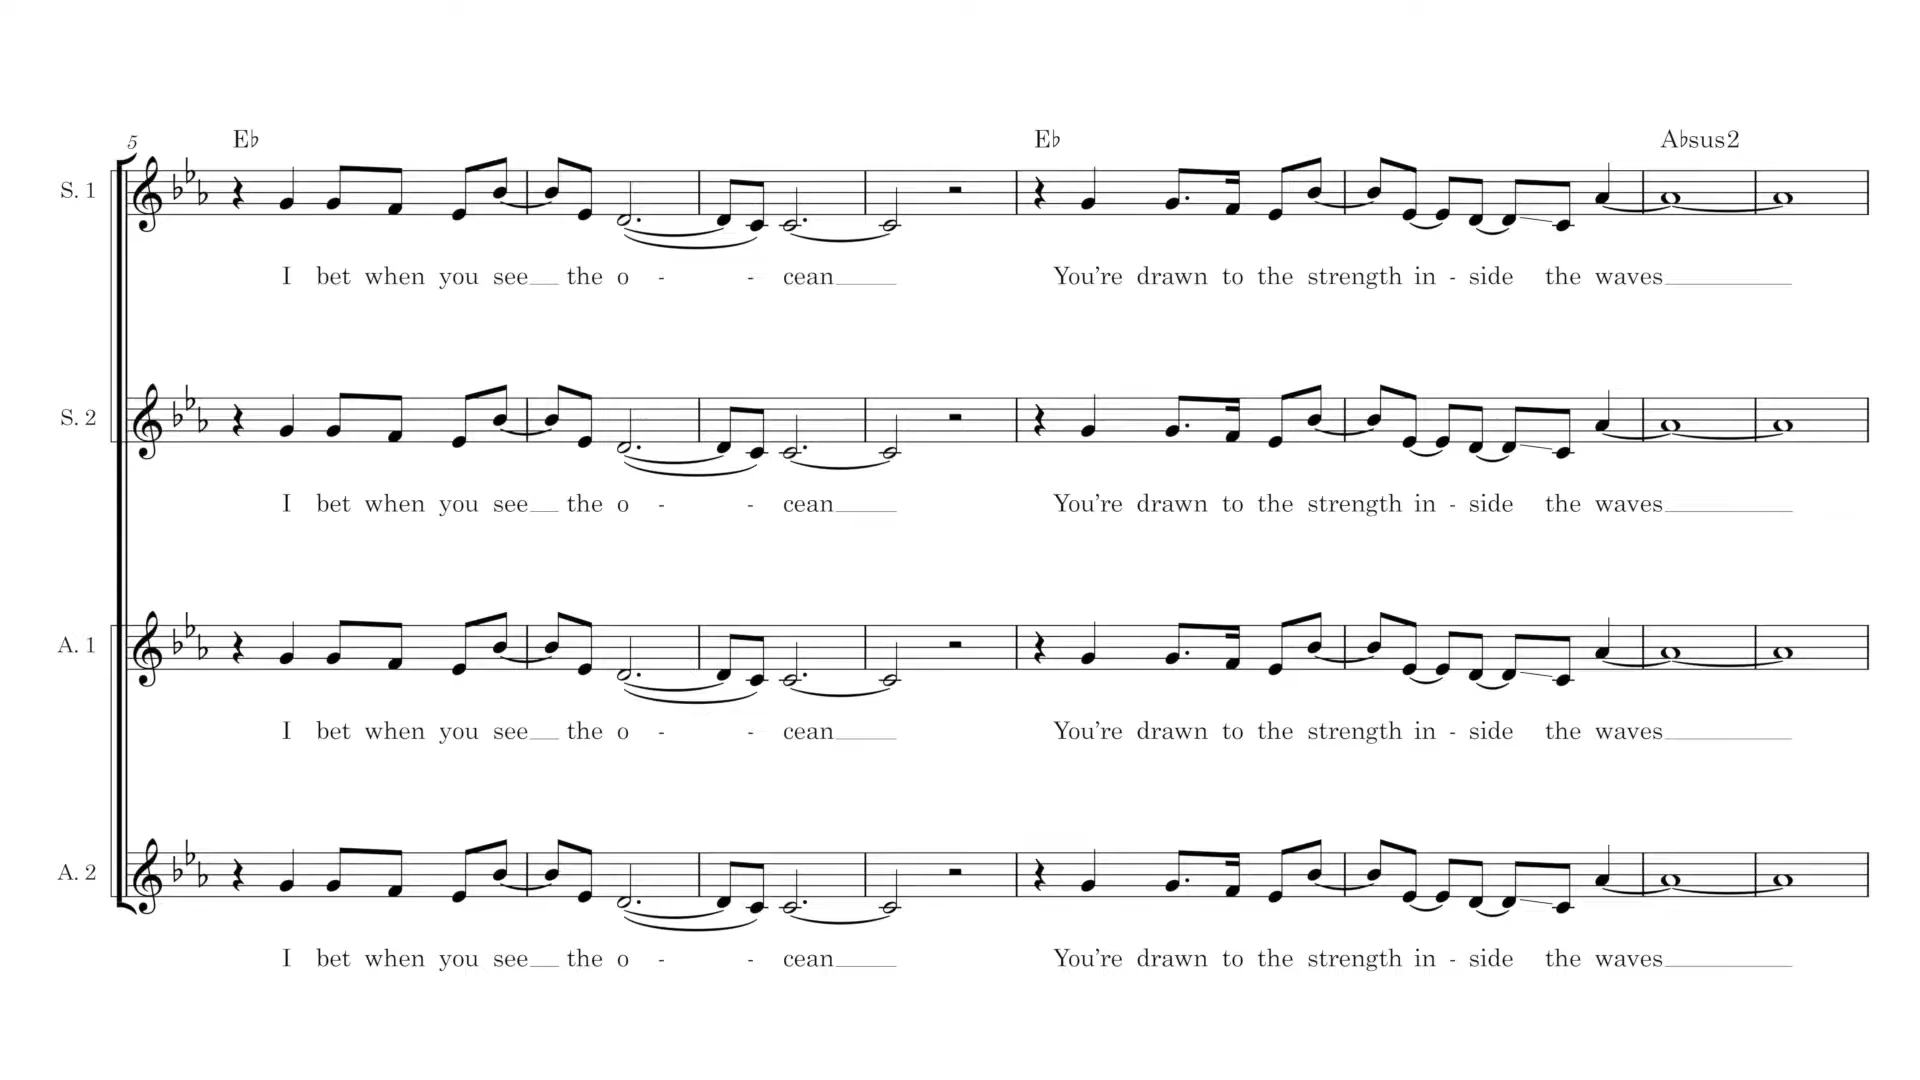 5 E♭ E♭ A♭sus2
S. 1
I bet when you see the o - - cean You're drawn to the strength in - side the waves
S. 2
I bet when you see the o - - cean You're drawn to the strength in - side the waves
A. 1
I bet when you see the o - - cean You're drawn to the strength in - side the waves
A. 2
I bet when you see the o - - cean You're drawn to the strength in - side the waves